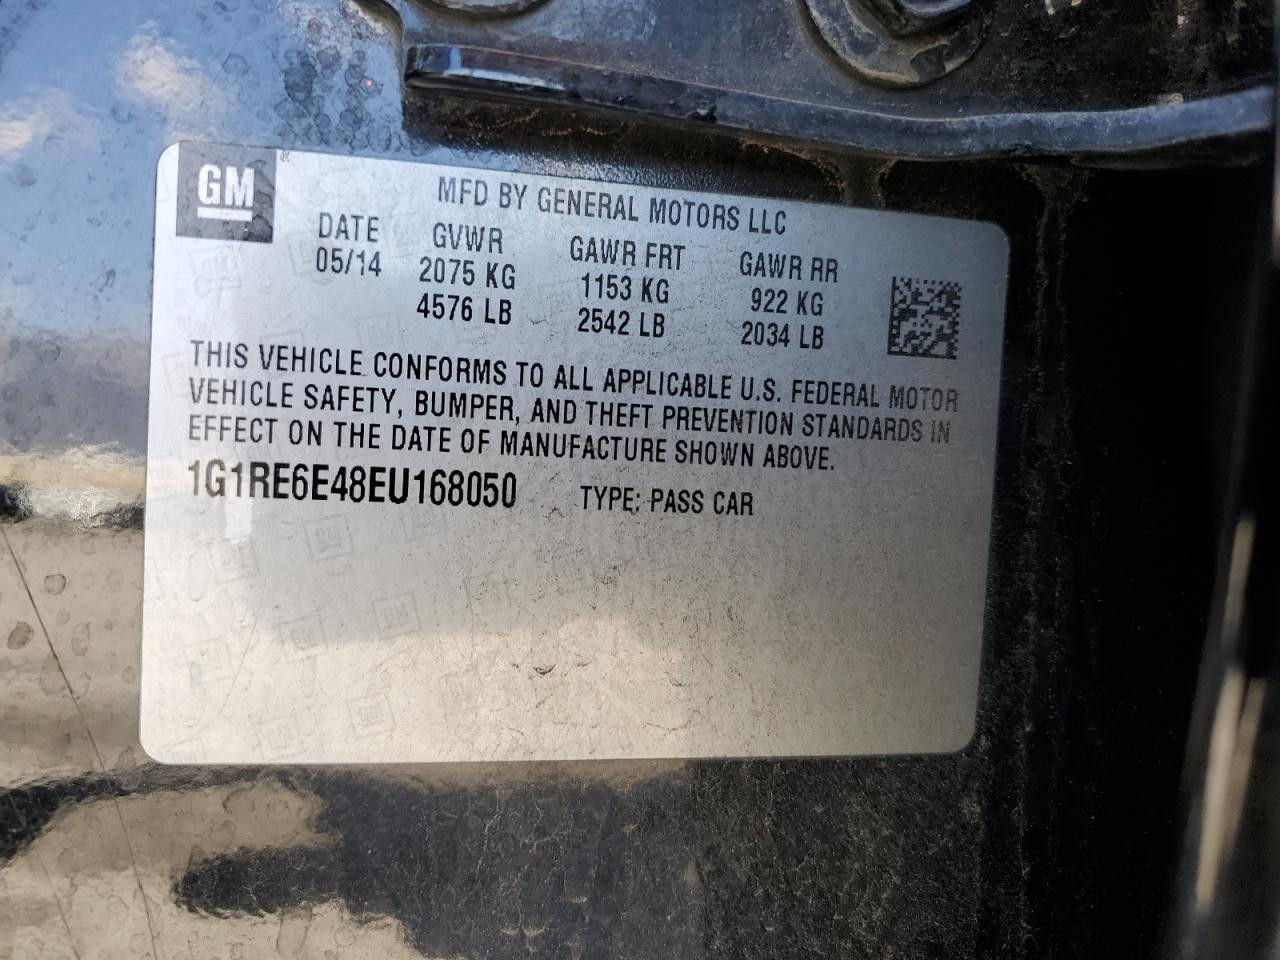 GM
MFD BY GENERAL MOTORS LLC
DATE GVWR GAWR FRT GAWR RR
05/14 2075 KG 1153 KG 922 KG
4576 LB 2542 LB 2034 LB
THIS VEHICLE CONFORMS TO ALL APPLICABLE U.S. FEDERAL MOTOR
VEHICLE SAFETY, BUMPER, AND THEFT PREVENTION STANDARDS IN
EFFECT ON THE DATE OF MANUFACTURE SHOWN ABOVE.
1G1RE6E48EU168050 TYPE: PASS CAR